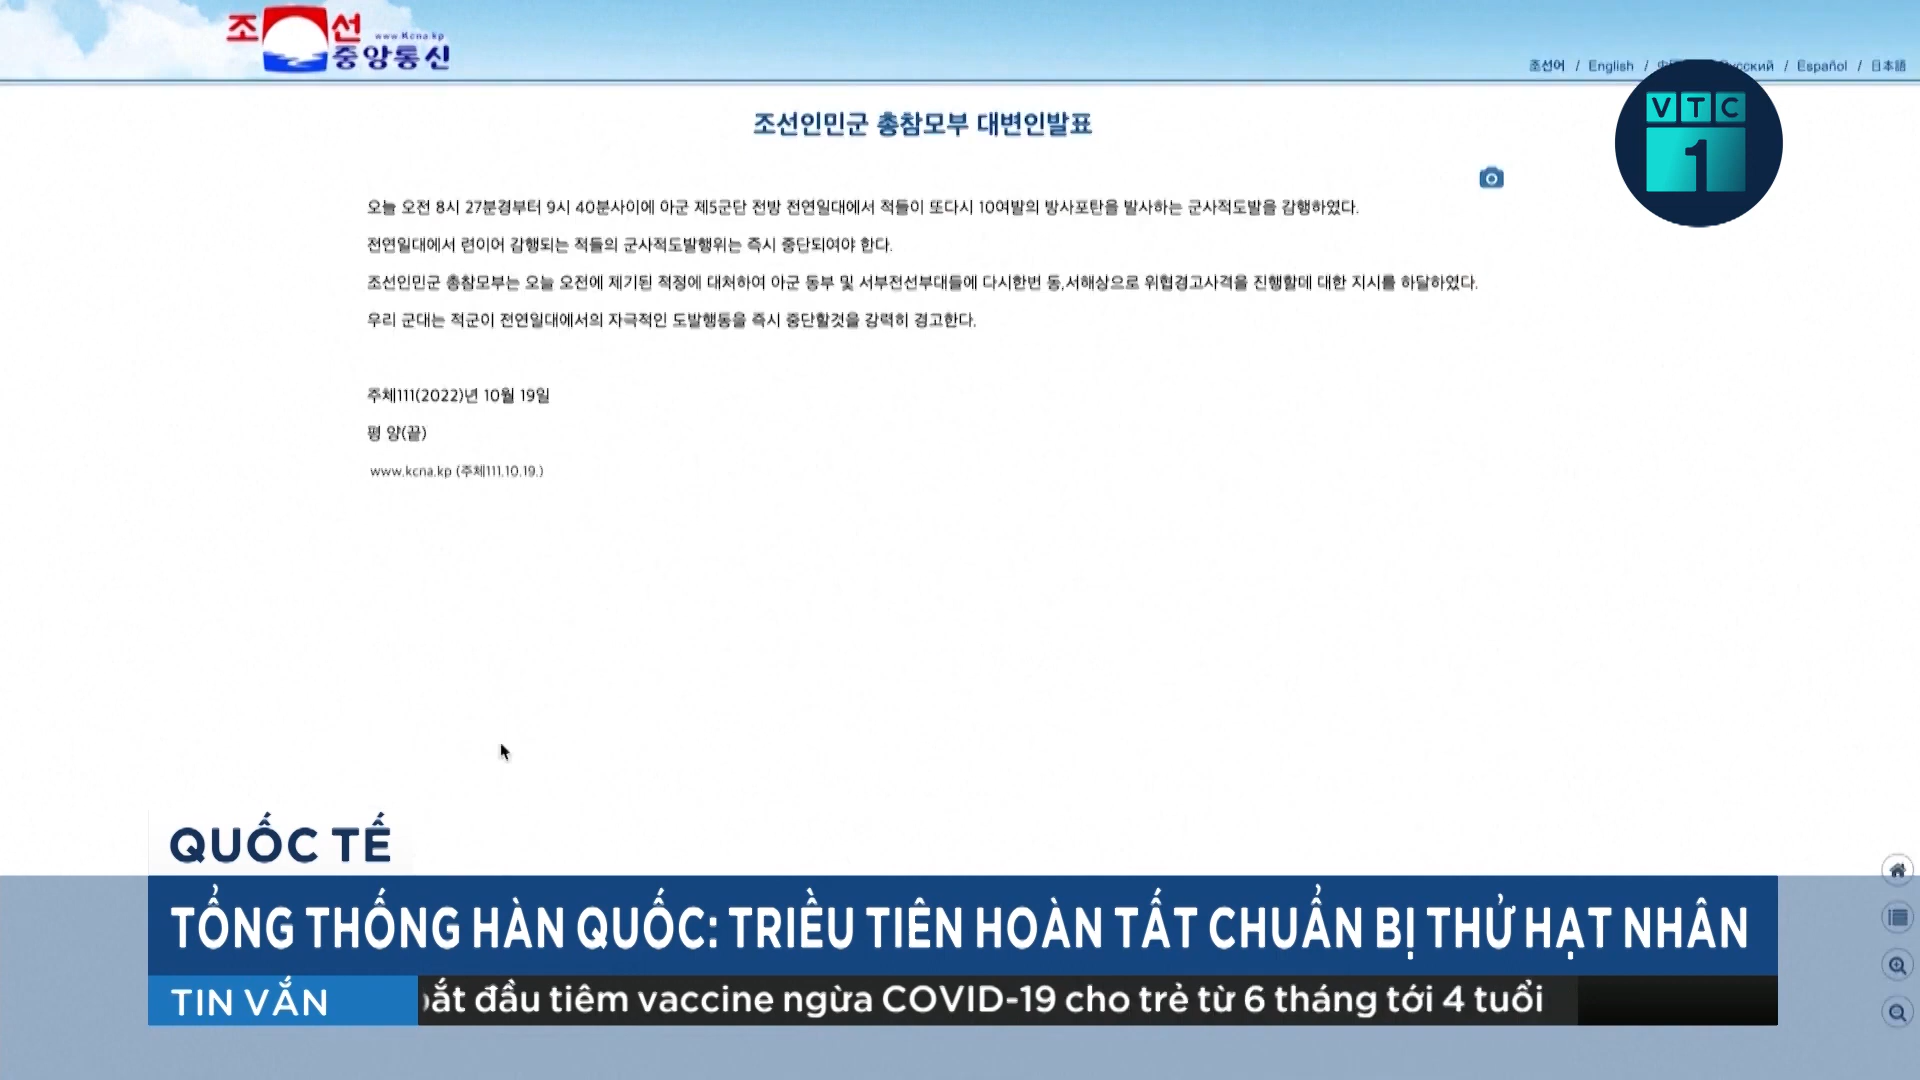 조선
www.kcna.kp
중앙통신
조선어 / English / Русский / Español / 日本語
VTC
1
조선인민군 총참모부 대변인발표
오늘 오전 8시 27분경부터 9시 40분사이에 아군 제5군단 전방 전연일대에서 적들이 또다시 10여발의 방사포탄을 발사하는 군사적도발을 감행하였다.
전연일대에서 련이어 감행되는 적들의 군사적도발행위는 즉시 중단되여야 한다.
조선인민군 총참모부는 오늘 오전에 제기된 적정에 대처하여 아군 동부 및 서부전선부대들에 다시한번 동,서해상으로 위협경고사격을 진행할데 대한 지시를 하달하였다.
우리 군대는 적군이 전연일대에서의 자극적인 도발행동을 즉시 중단할것을 강력히 경고한다.
주체111(2022)년 10월 19일
평 양(끝)
www.kcna.kp (주체111.10.19.)
QUỐC TẾ
TỔNG THỐNG HÀN QUỐC: TRIỀU TIÊN HOÀN TẤT CHUẨN BỊ THỬ HẠT NHÂN
TIN VẮN
bắt đầu tiêm vaccine ngừa COVID-19 cho trẻ từ 6 tháng tới 4 tuổi